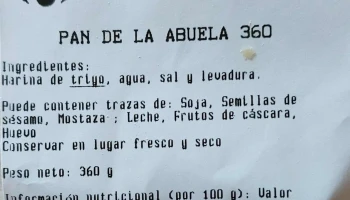 PAN DE LA ABUELA 360
Ingredientes:
Harina de trigo, agua, sal y levadura.
Puede contener trazas de: Soja, Semillas de
sésamo, Mostaza ; Leche, Frutos de cáscara,
Huevo
Conservar en lugar fresco y seco
Peso neto: 360 g
Información nutricional (por 100 g): Valor